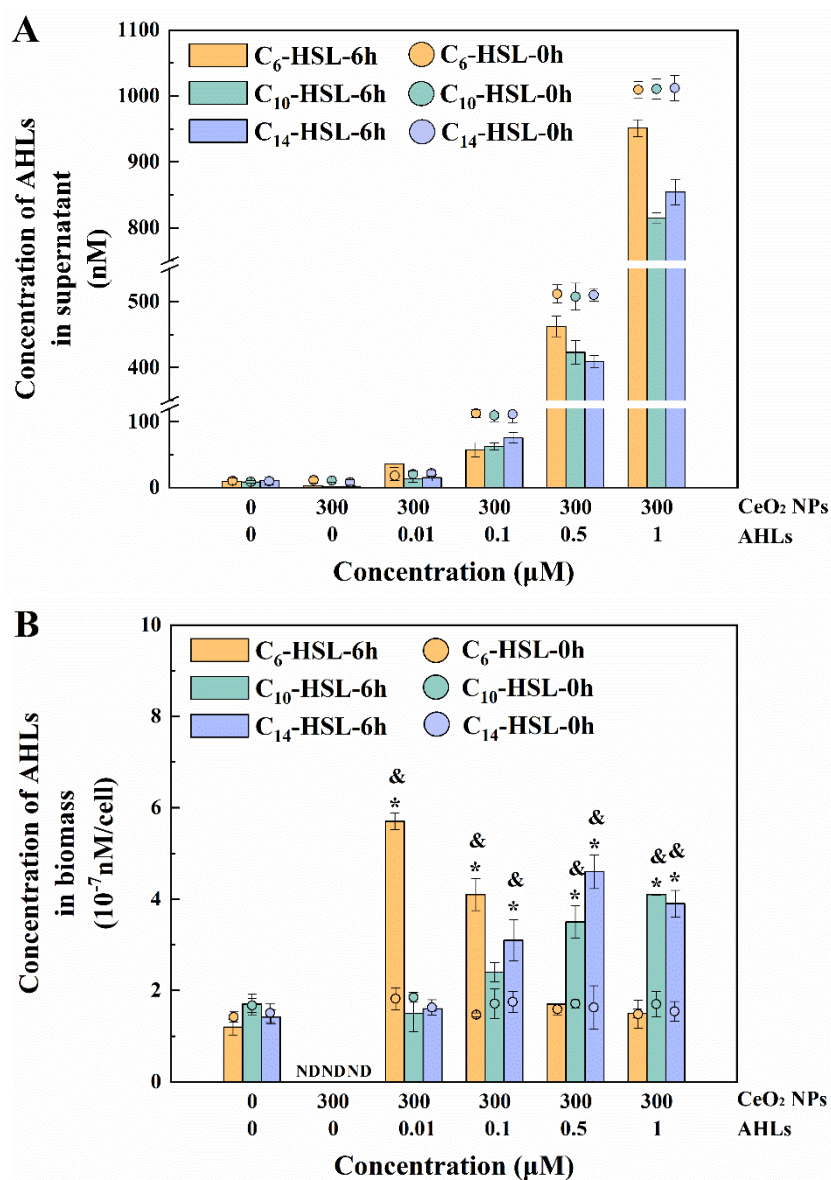 A
C6-HSL-6h C6-HSL-0h
C10-HSL-6h C10-HSL-0h
C14-HSL-6h C14-HSL-0h
Concentration of AHLs
in supernatant
(nM)
1100
1000
900
800
500
400
100
0
0 300 300 300 300 300 CeO2 NPs
0 0 0.01 0.1 0.5 1 AHLs
Concentration (μM)
B
C6-HSL-6h C6-HSL-0h
C10-HSL-6h C10-HSL-0h
C14-HSL-6h C14-HSL-0h
Concentration of AHLs
in biomass
(10-7nM/cell)
10
8
6
4
2
0
& * & * & * & * & * & * & *
NDNDND
0 300 300 300 300 300 CeO2 NPs
0 0 0.01 0.1 0.5 1 AHLs
Concentration (μM)